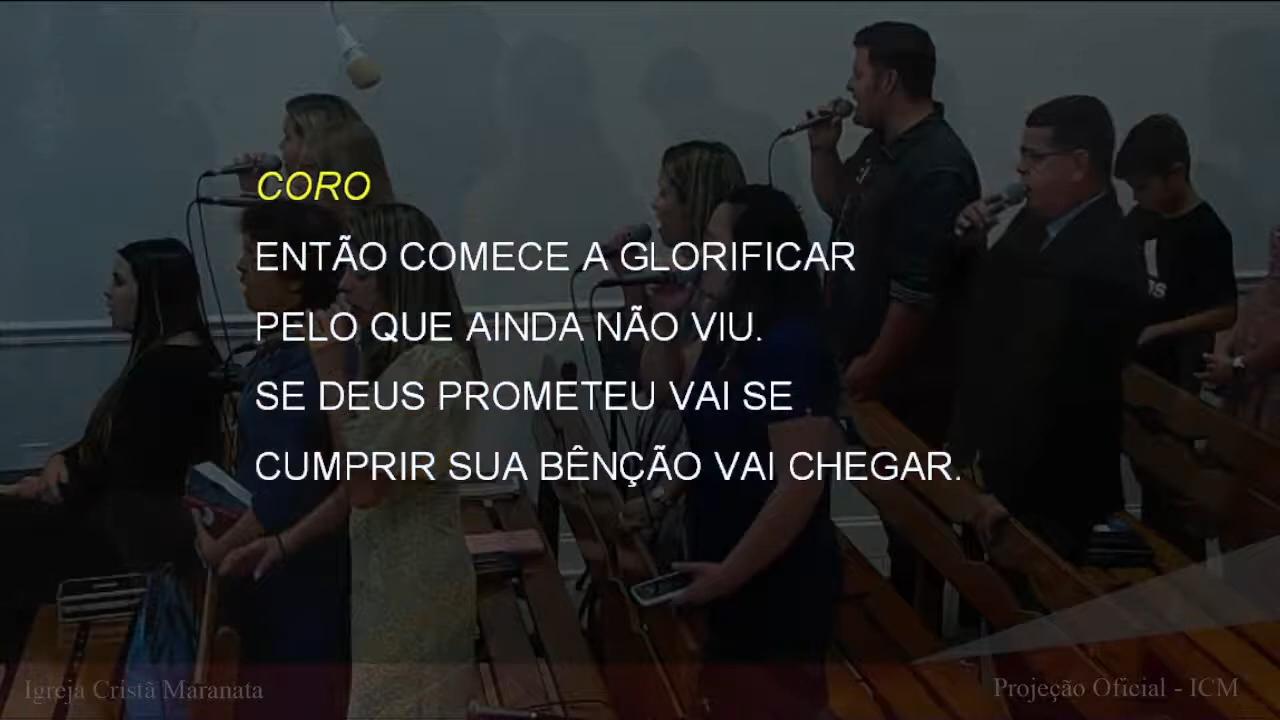 CORO
ENTÃO COMECE A GLORIFICAR
PELO QUE AINDA NÃO VIU.
SE DEUS PROMETEU VAI SE
CUMPRIR SUA BÊNÇÃO VAI CHEGAR.
Igreja Cristã Maranata
Projeção Oficial - ICM